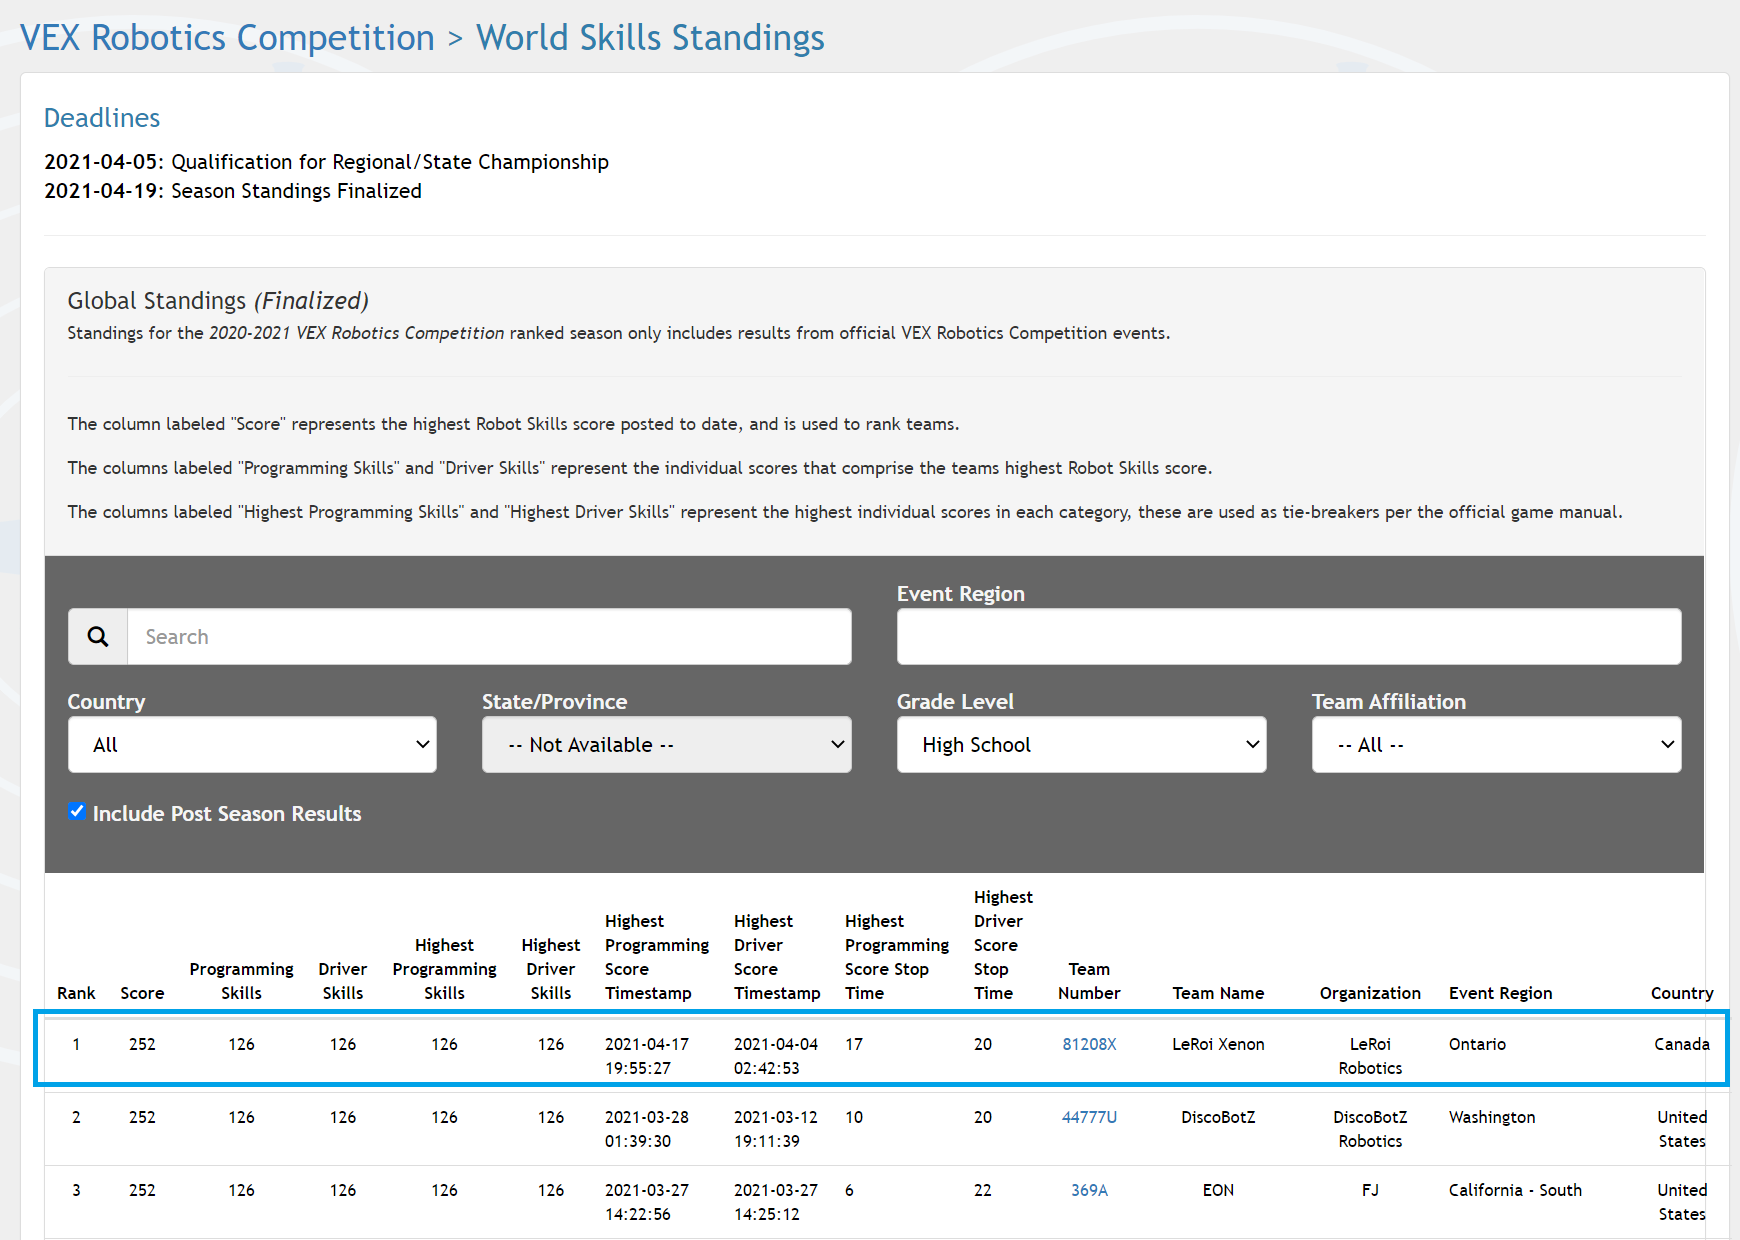 VEX Robotics Competition > World Skills Standings
Deadlines
2021-04-05: Qualification for Regional/State Championship
2021-04-19: Season Standings Finalized
Global Standings (Finalized)
Standings for the 2020-2021 VEX Robotics Competition ranked season only includes results from official VEX Robotics Competition events.
The column labeled "Score" represents the highest Robot Skills score posted to date, and is used to rank teams.
The columns labeled "Programming Skills" and "Driver Skills" represent the individual scores that comprise the teams highest Robot Skills score.
The columns labeled "Highest Programming Skills" and "Highest Driver Skills" represent the highest individual scores in each category, these are used as tie-breakers per the official game manual.
Event Region
Search
Country State/Province Grade Level Team Affiliation
All -- Not Available -- High School -- All --
Include Post Season Results
Highest
Highest Highest Highest Driver
Highest Highest Programming Driver Programming Score
Programming Driver Programming Driver Score Score Score Stop Stop Team
Rank Score Skills Skills Skills Skills Timestamp Timestamp Time Time Number Team Name Organization Event Region Country
1 252 126 126 126 126 2021-04-17 2021-04-04 17 20 81208X LeRoi Xenon LeRoi Ontario Canada
19:55:27 02:42:53 Robotics
2 252 126 126 126 126 2021-03-28 2021-03-12 10 20 44777U DiscoBotZ DiscoBotZ Washington United
01:39:30 19:11:39 Robotics States
3 252 126 126 126 126 2021-03-27 2021-03-27 6 22 369A EON FJ California - South United
14:22:56 14:25:12 States